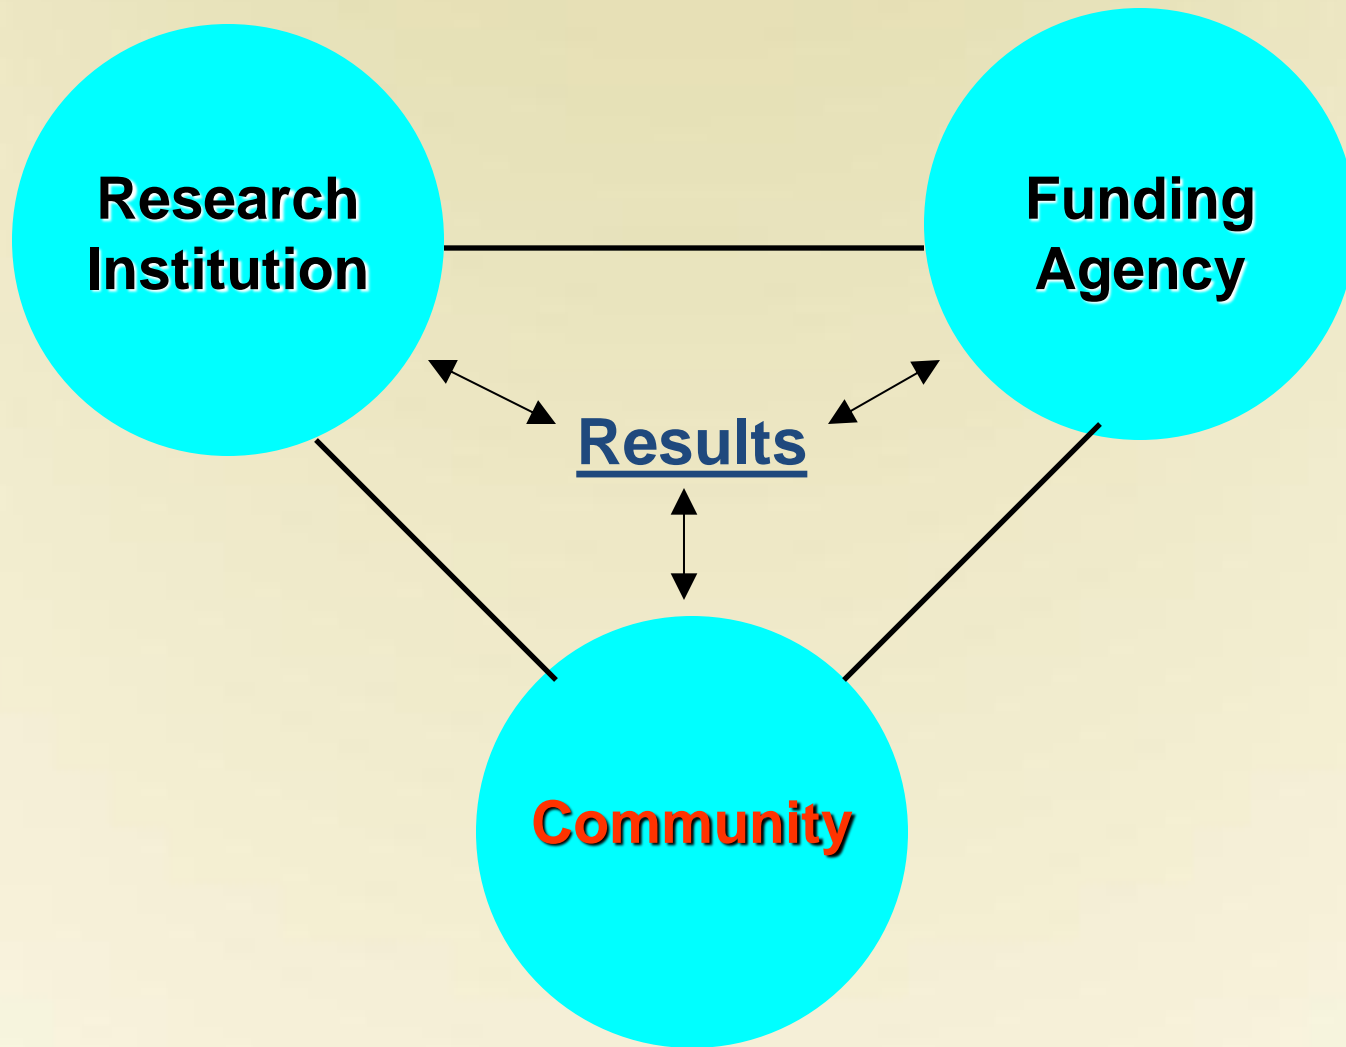 Research
Institution
Funding
Agency
Results
Community